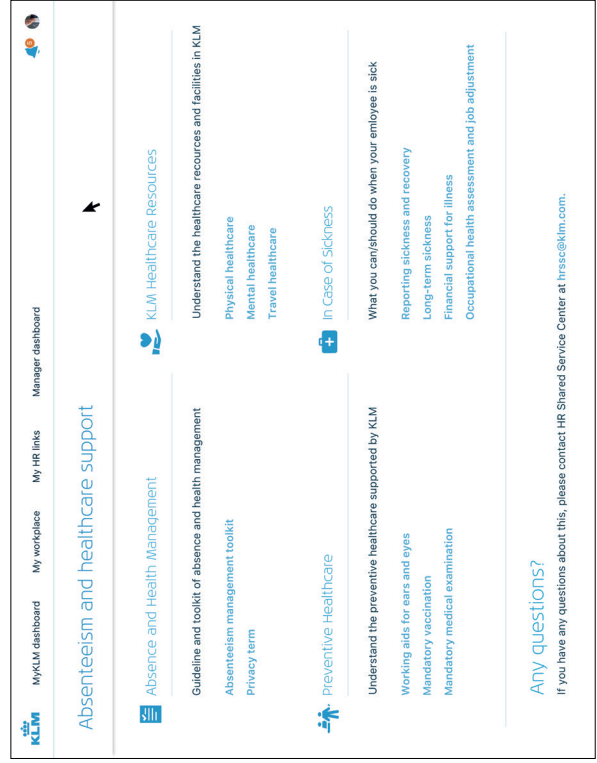 KLM
MyKLM dashboard
My workplace
My HR links
Manager dashboard
5
Absenteeism and healthcare support
Absence and Health Management
Guideline and toolkit of absence and health management
Absenteeism management toolkit
Privacy term
KLM Healthcare Resources
Understand the healthcare recources and facilities in KLM
Physical healthcare
Mental healthcare
Travel healthcare
Preventive Healthcare
Understand the preventive healthcare supported by KLM
Working aids for ears and eyes
Mandatory vaccination
Mandatory medical examination
In Case of Sickness
What you can/should do when your emloyee is sick
Reporting sickness and recovery
Long-term sickness
Financial support for illness
Occupational health assessment and job adjustment
Any questions?
If you have any questions about this, please contact HR Shared Service Center at hrssc@klm.com.